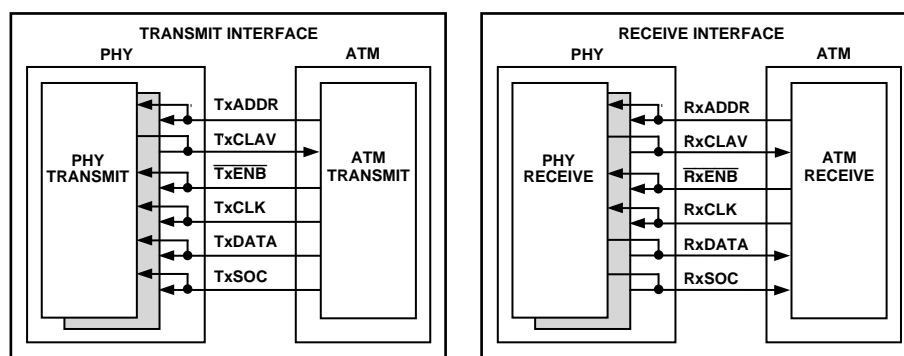 TRANSMIT INTERFACE
PHY
ATM
PHY
TRANSMIT
TxADDR
TxCLAV
TxENB
TxCLK
TxDATA
TxSOC
ATM
TRANSMIT
RECEIVE INTERFACE
PHY
ATM
PHY
RECEIVE
RxADDR
RxCLAV
RxENB
RxCLK
RxDATA
RxSOC
ATM
RECEIVE